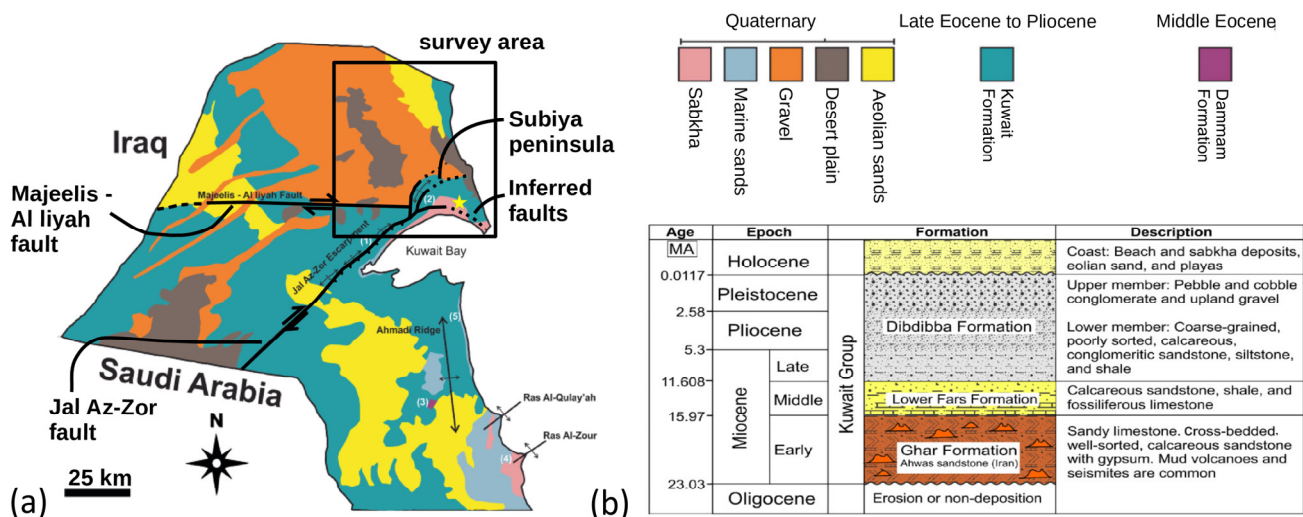 survey area
Iraq
Subiya
peninsula
Inferred
faults
Majeelis -
Al liyah
fault
Majeelis - Al liyah Fault
(2)
(1)
Jal Az-Zor Escarpment
Kuwait Bay
Ahmadi Ridge
(5)
(3)
(4)
Saudi Arabia
Ras Al-Qulay'ah
Ras Al-Zour
Jal Az-Zor
fault
N
25 km
(a)
Quaternary
Late Eocene to Pliocene
Middle Eocene
Sabkha
Marine sands
Gravel
Desert plain
Aeolian sands
Kuwait
Formation
Dammam
Formation
(b)
Age
Epoch
Formation
Description
MA
Holocene
Coast: Beach and sabkha deposits,
eolian sand, and playas
0.0117
Pleistocene
Upper member: Pebble and cobble
conglomerate and upland gravel
2.58
Pliocene
Dibdibba Formation
Lower member: Coarse-grained,
poorly sorted, calcareous,
conglomeritic sandstone, siltstone,
and shale
5.3
Late
11.608
Kuwait Group
Miocene
Middle
Lower Fars Formation
Calcareous sandstone, shale, and
fossiliferous limestone
15.97
Early
Ghar Formation
Ahwas sandstone (Iran)
Sandy limestone. Cross-bedded,
well-sorted, calcareous sandstone
with gypsum. Mud volcanoes and
seismites are common
23.03
Oligocene
Erosion or non-deposition